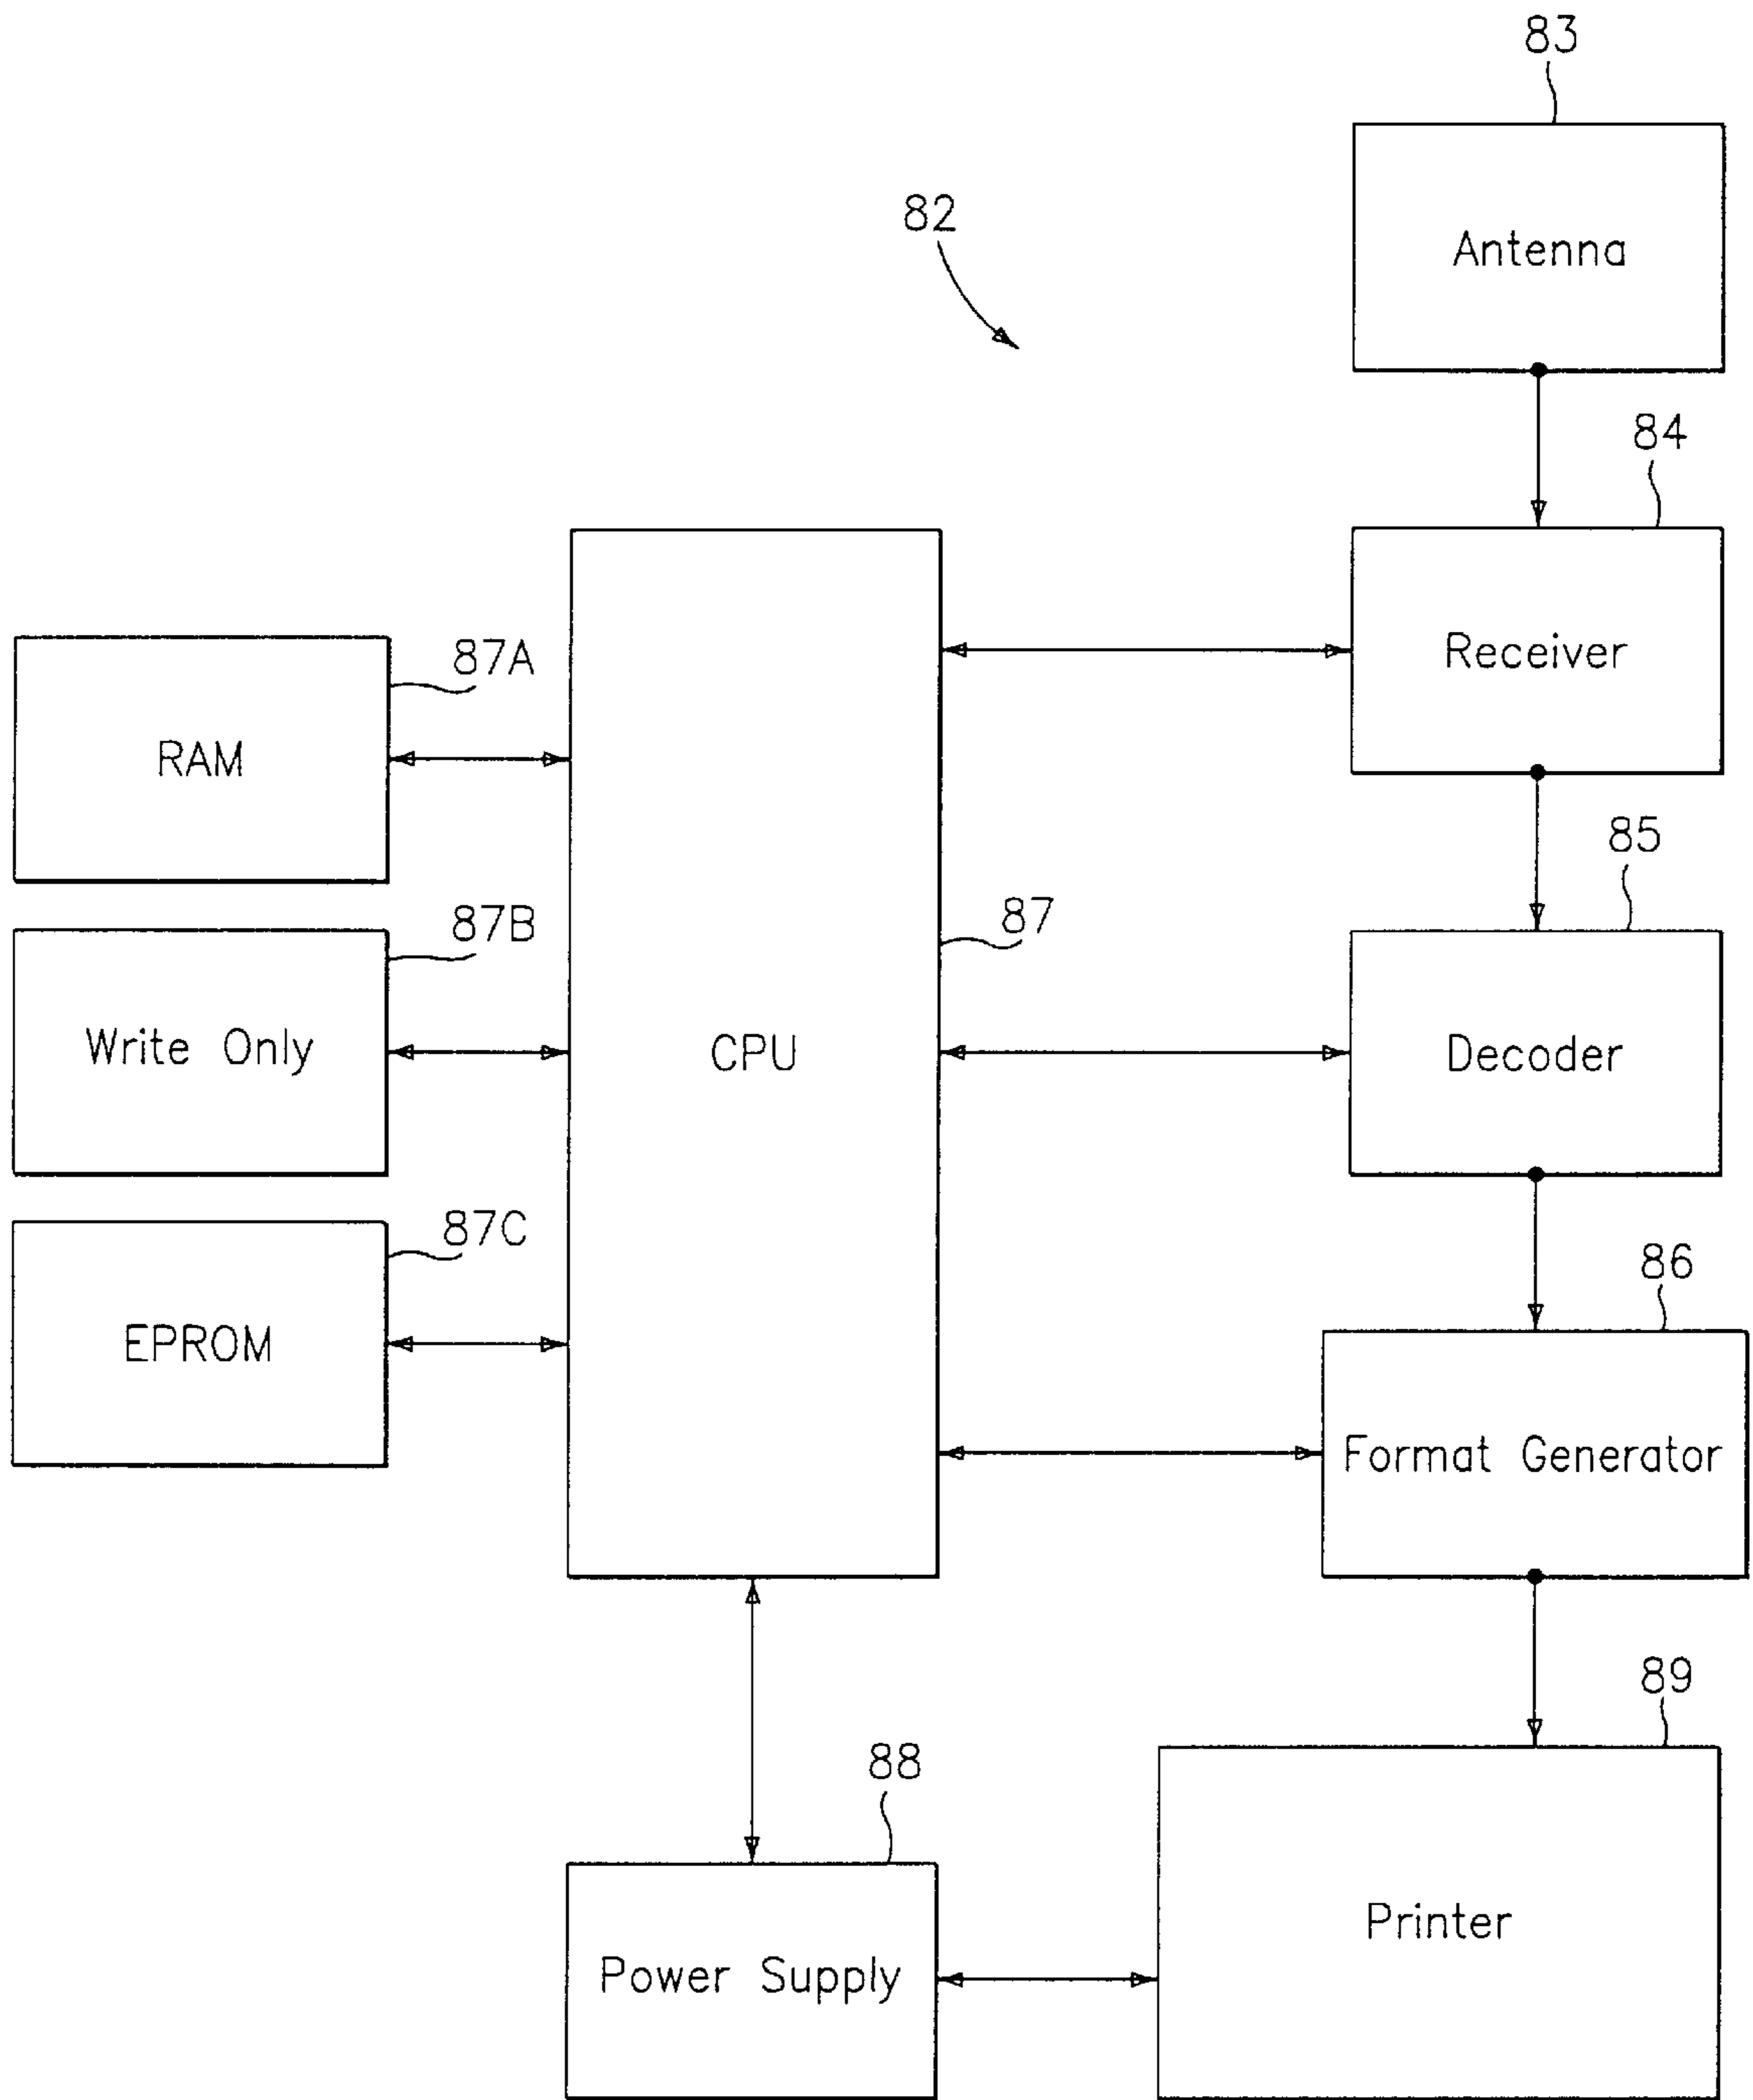 83
82
Antenna
84
87A
Receiver
RAM
85
87B
87
Write Only
CPU
Decoder
87C
86
EPROM
Format Generator
89
88
Printer
Power Supply